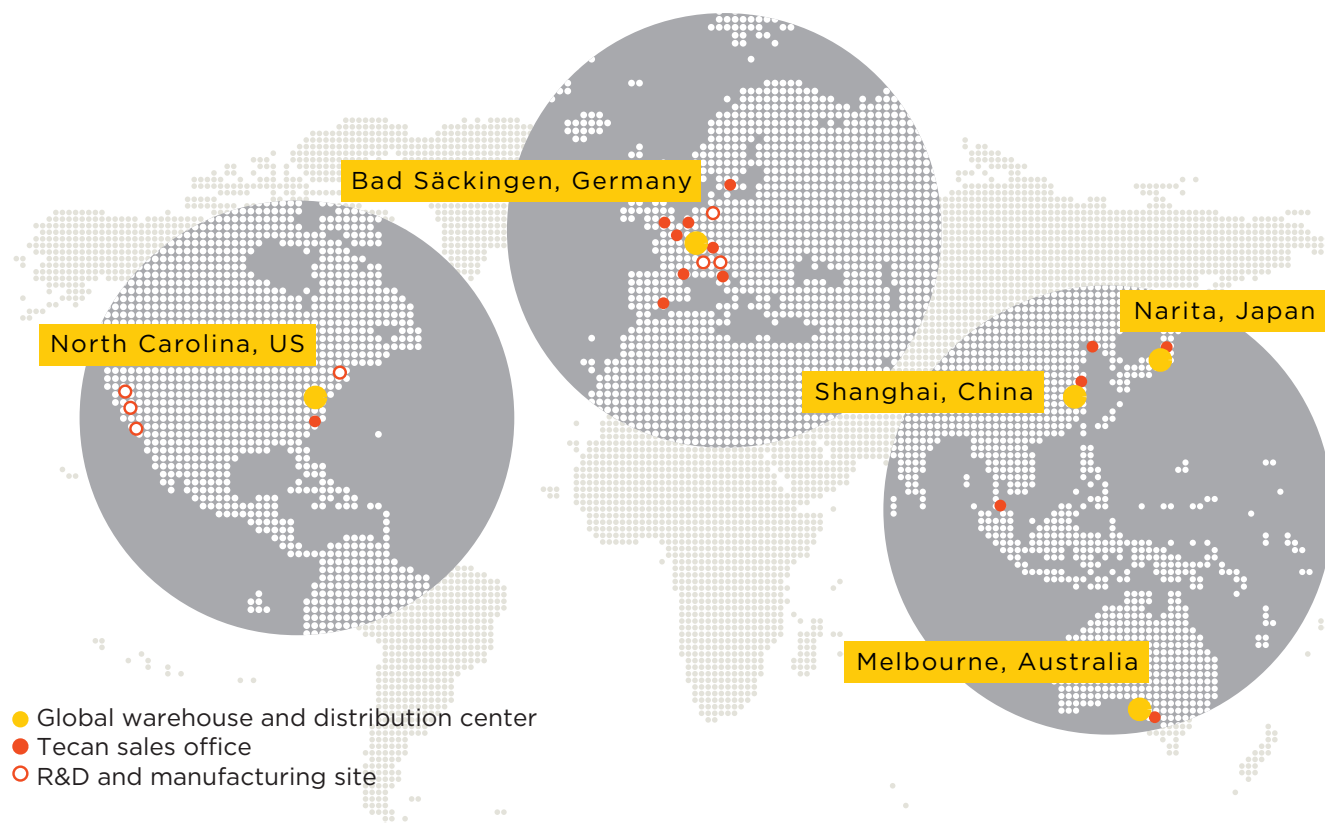 Bad Säckingen, Germany
North Carolina, US
Narita, Japan
Shanghai, China
Melbourne, Australia
Global warehouse and distribution center
Tecan sales office
R&D and manufacturing site